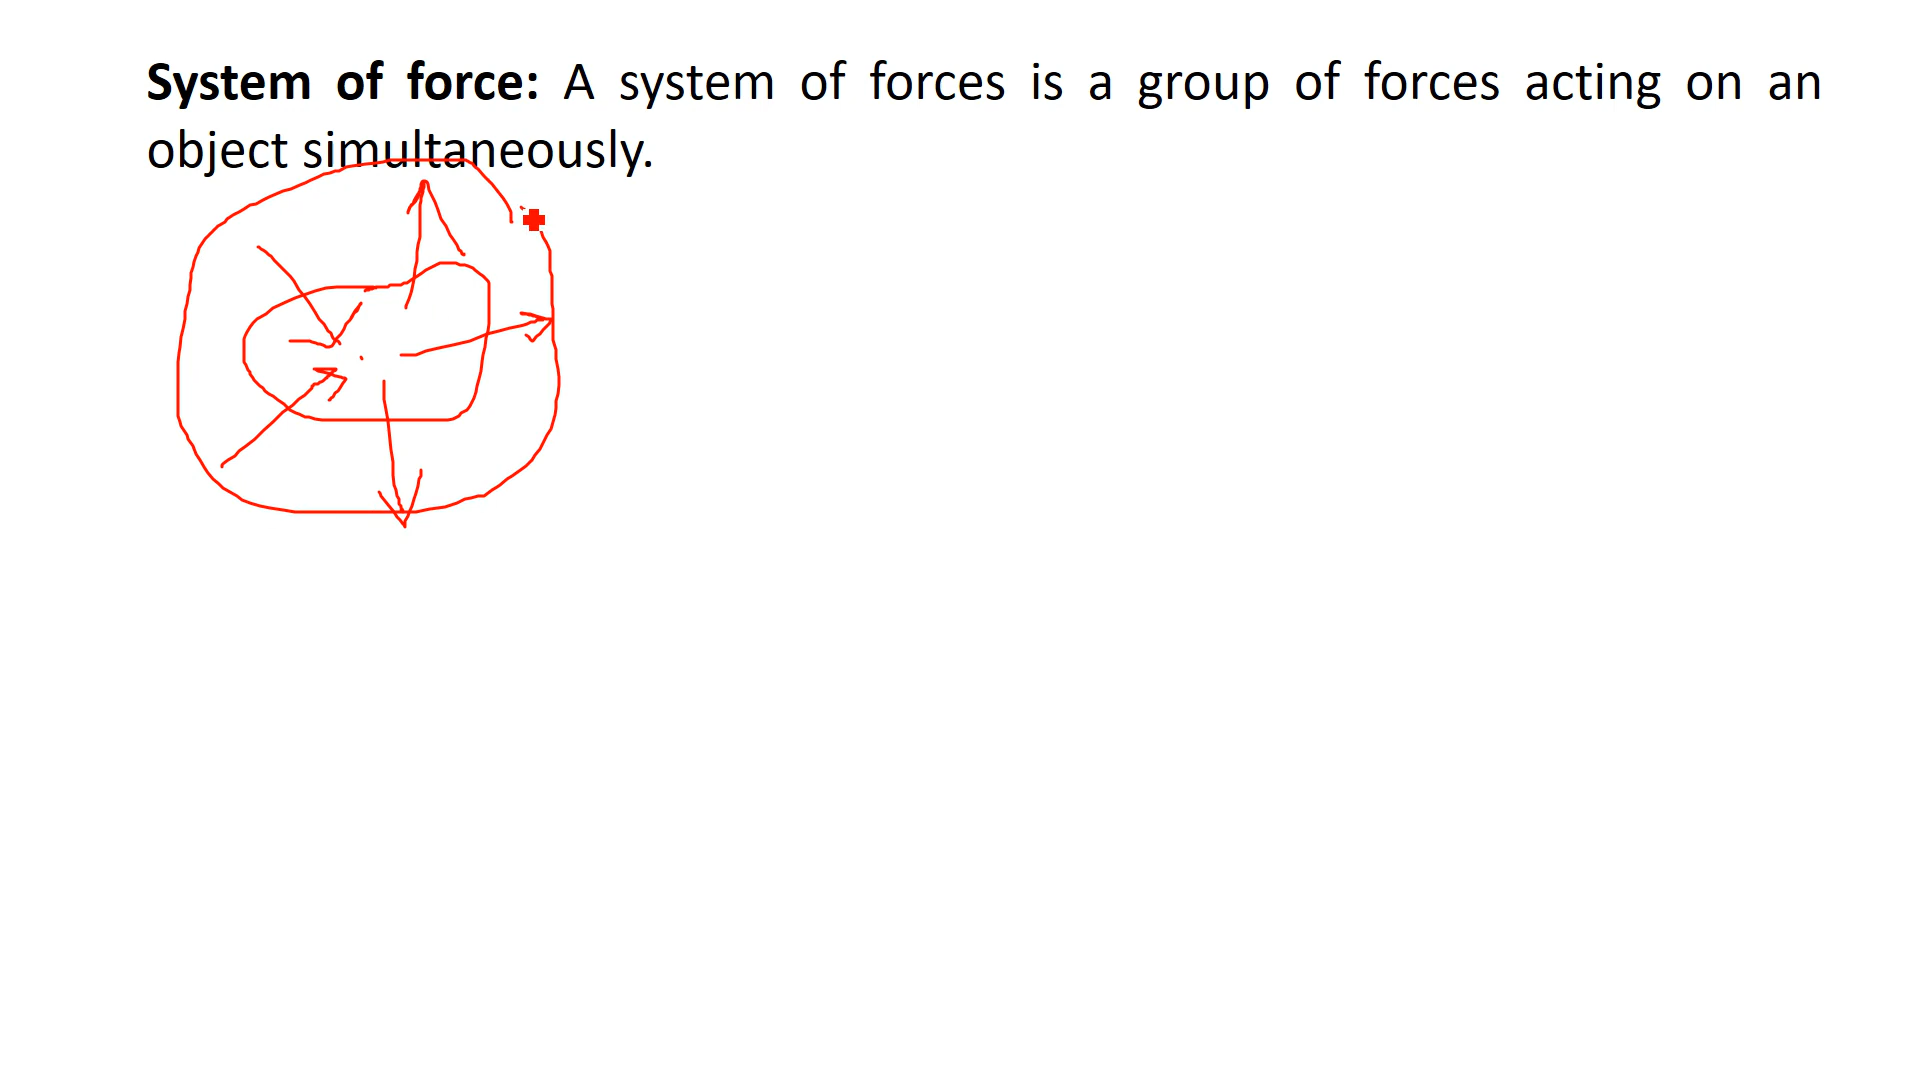 System of force: A system of forces is a group of forces acting on an
object simultaneously.